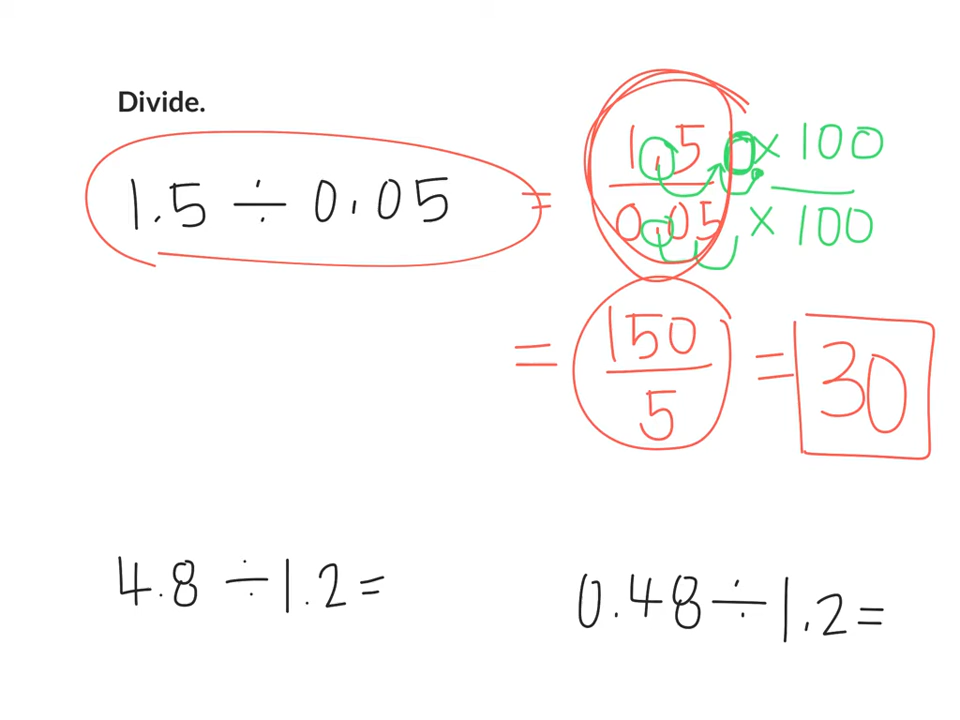 Divide.
1.5 ÷ 0.05 = 1.50 × 100
0.05 × 100
= 150 = 30
5
4.8 ÷ 1.2 =
0.48 ÷ 1.2 =